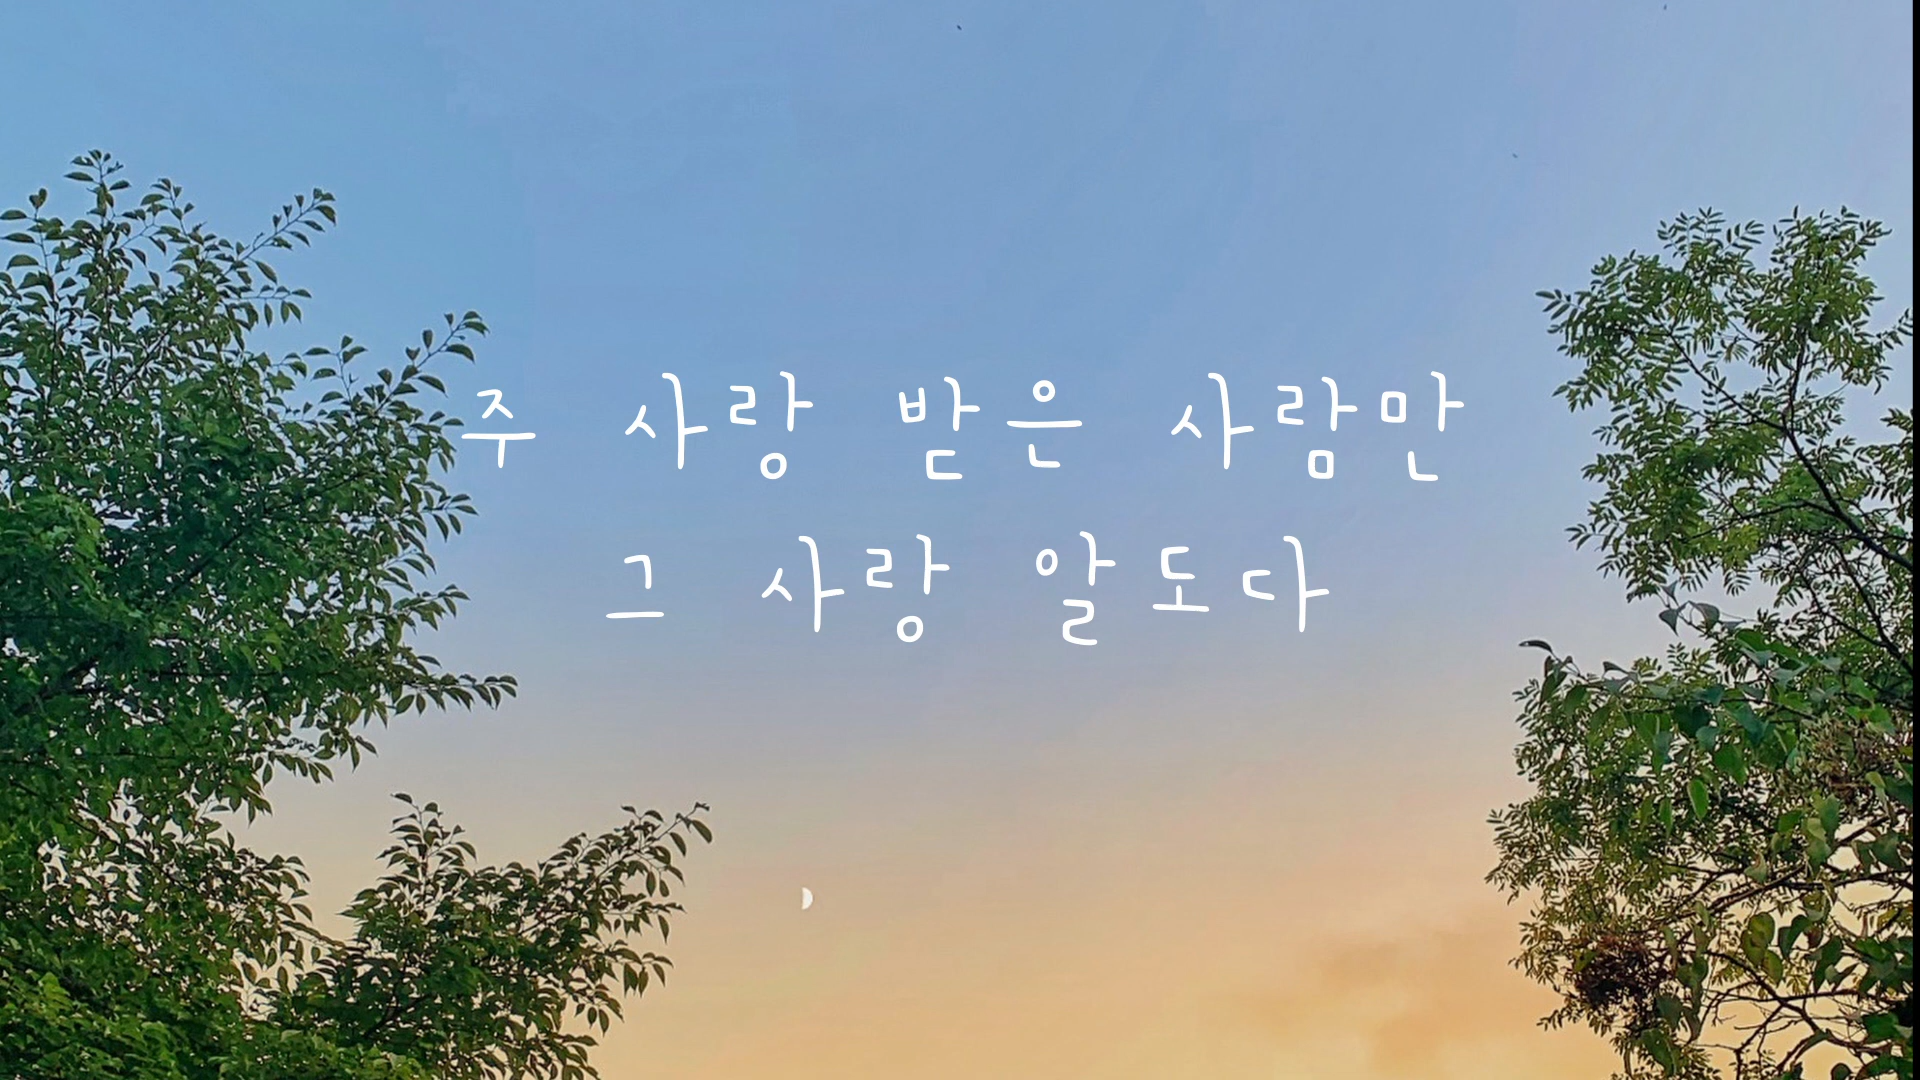 주 사랑 받은 사람만
그 사랑 알도다